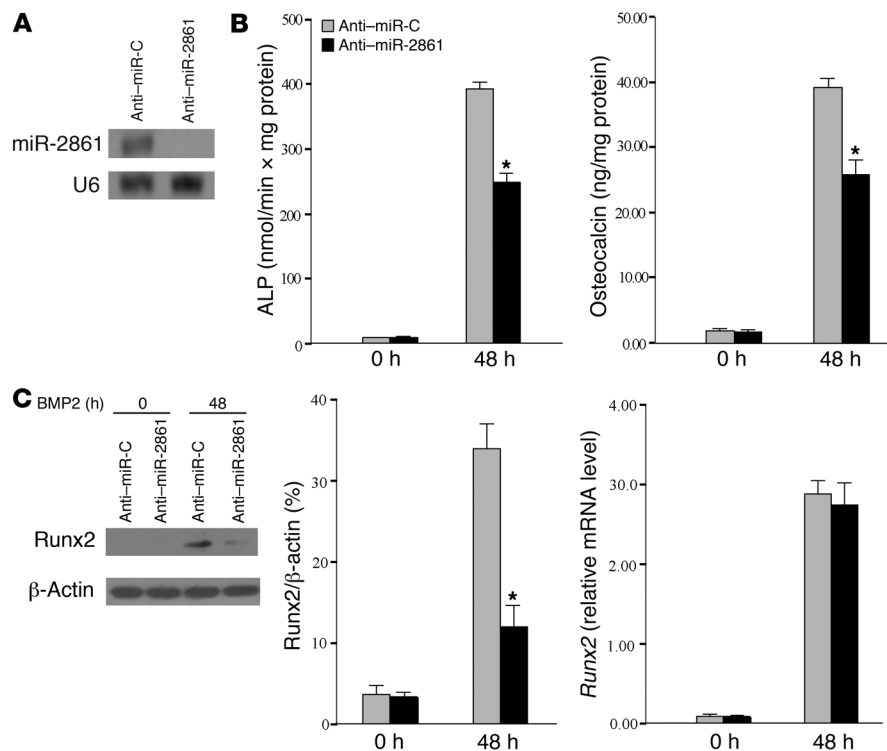 A
Anti–miR-C
Anti–miR-2861
miR-2861
U6
B
Anti–miR-C
Anti–miR-2861
ALP (nmol/min × mg protein)
500
400
300
200
100
0
*
0 h
48 h
Osteocalcin (ng/mg protein)
50.00
40.00
30.00
20.00
10.00
0.00
*
0 h
48 h
C
BMP2 (h)
0
48
Anti–miR-C
Anti–miR-2861
Anti–miR-C
Anti–miR-2861
Runx2
β-Actin
Runx2/β-actin (%)
40
30
20
10
0
*
0 h
48 h
Runx2 (relative mRNA level)
4.00
30.0
2.00
1.00
0.00
0 h
48 h